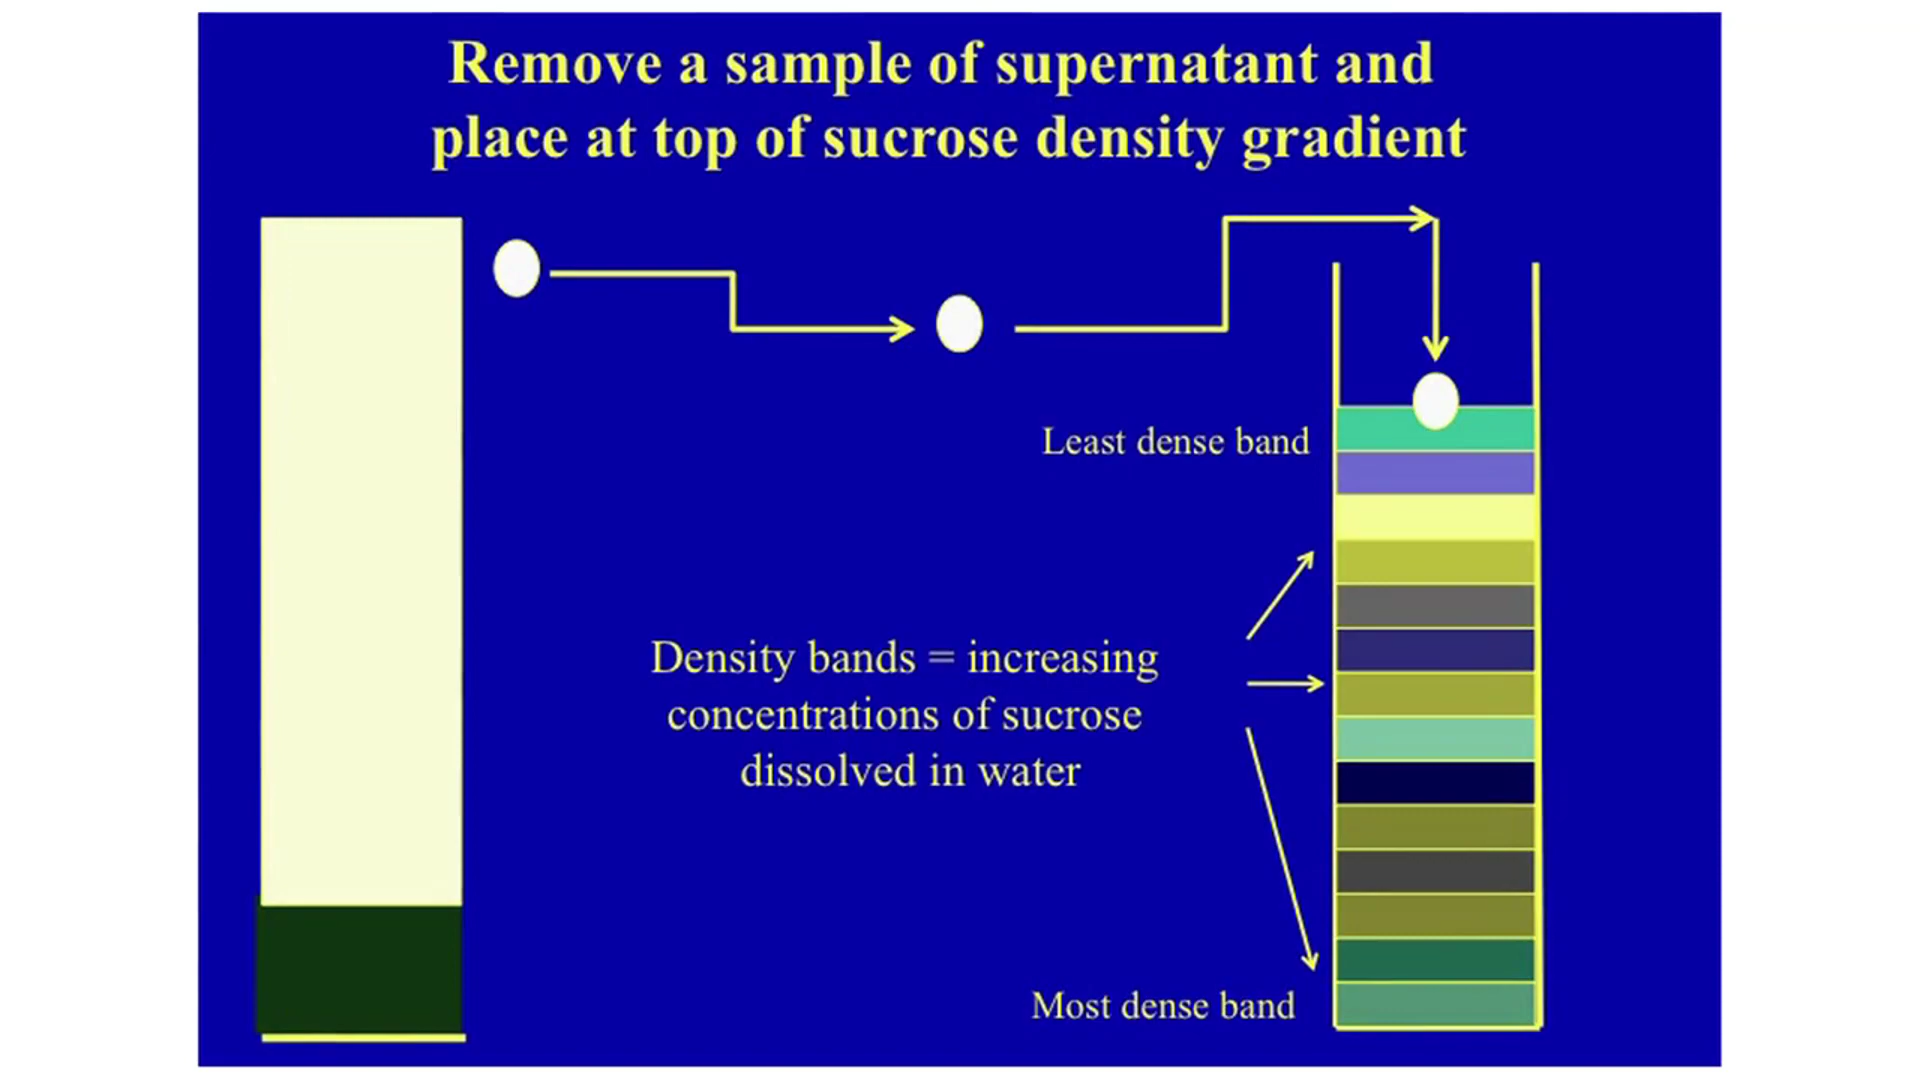 Remove a sample of supernatant and
place at top of sucrose density gradient
Least dense band
Density bands = increasing
concentrations of sucrose
dissolved in water
Most dense band